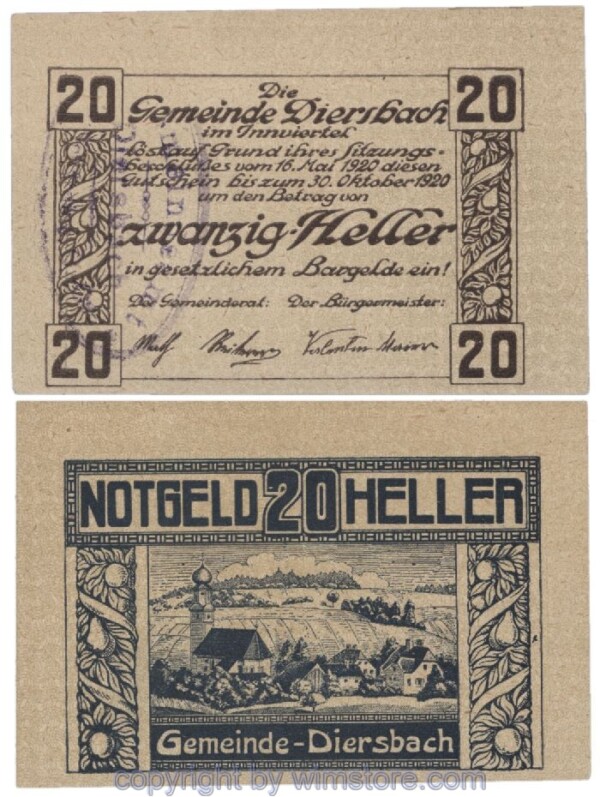 20
20
Die
Gemeinde Diersbach
im Innviertel
löst auf Grund ihres Sitzungs-
beschlußes vom 16. Mai 1920 diesen
Gutschein bis zum 30. Oktober 1920
um den Betrag von
zwanzig-Heller
in gesetzlichem Bargelde ein!
Der Gemeinderat: Der Bürgermeister:
20
20
NOTGELD 20 HELLER
Gemeinde-Diersbach
copyright by wimstore.com